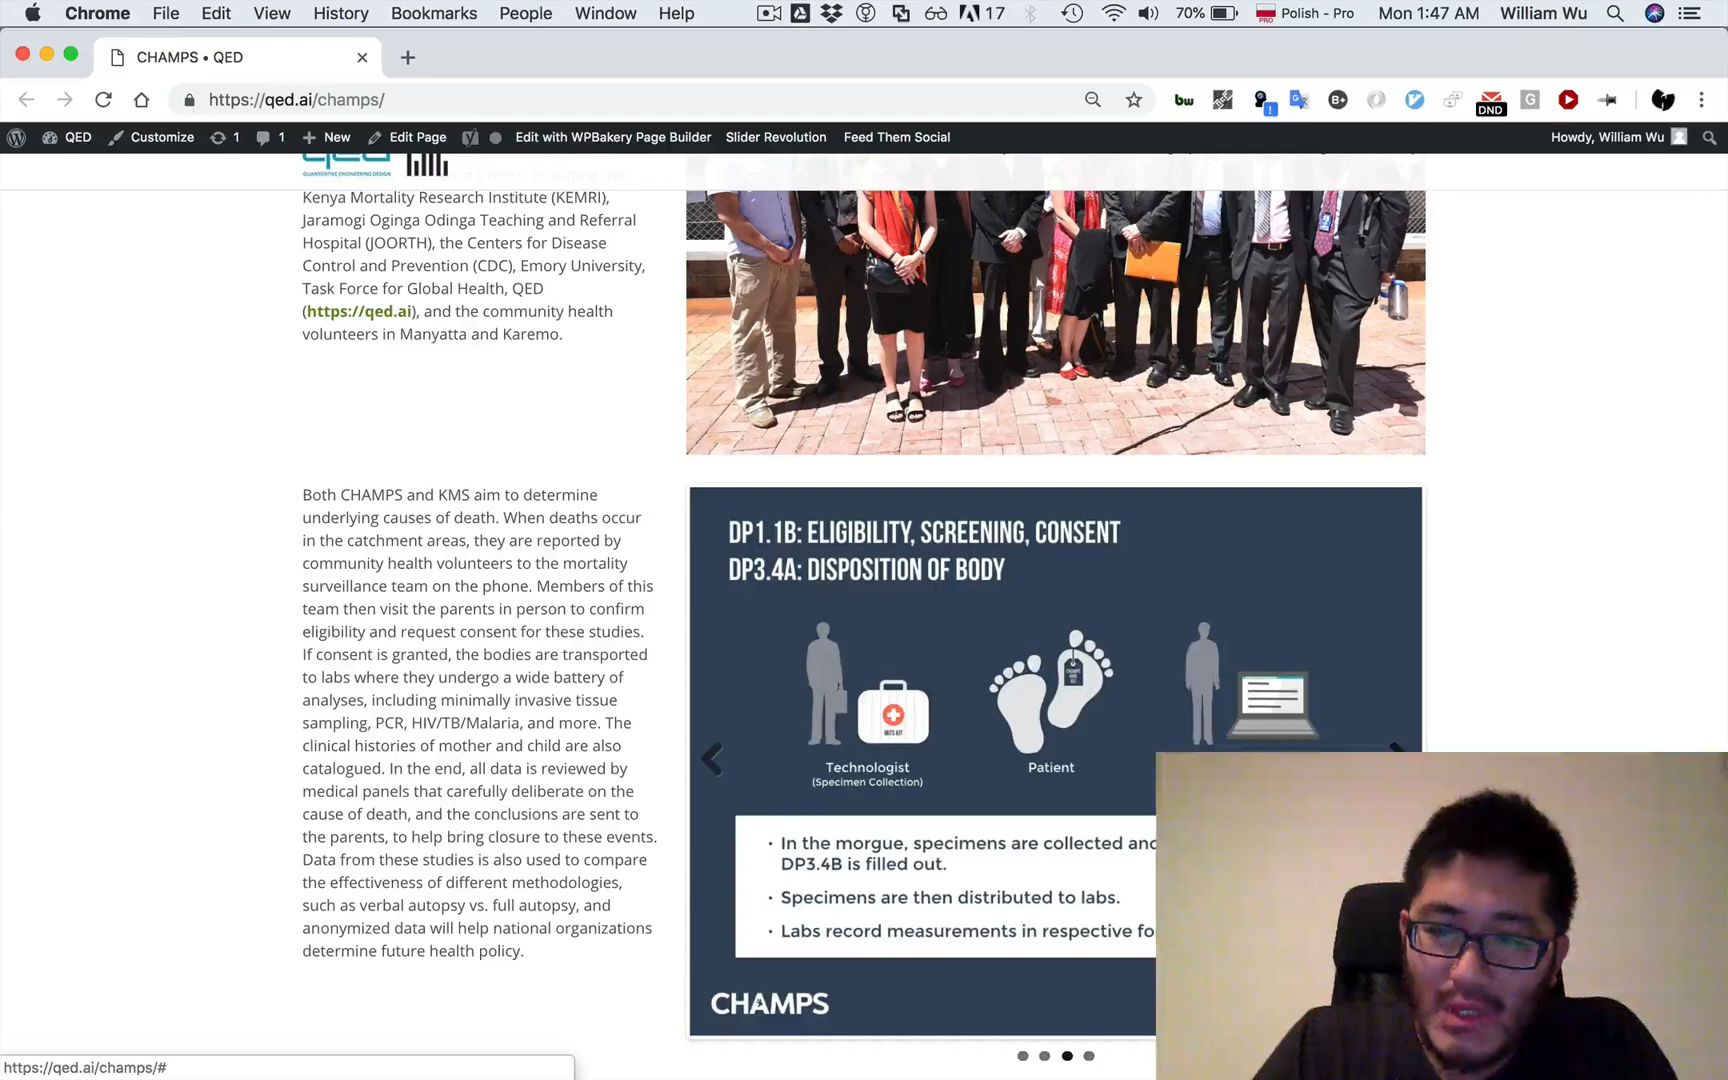 Chrome File Edit View History Bookmarks People Window Help 17 70% Polish - Pro Mon 1:47 AM William Wu
PRO
CHAMPS • QED
https://qed.ai/champs/
bw B+ DND G
QED Customize 1 1 New Edit Page Edit with WPBakery Page Builder Slider Revolution Feed Them Social Howdy, William Wu
qed
QUANTITATIVE ENGINEERING DESIGN
Kenya Mortality Research Institute (KEMRI),
Jaramogi Oginga Odinga Teaching and Referral
Hospital (JOORTH), the Centers for Disease
Control and Prevention (CDC), Emory University,
Task Force for Global Health, QED
(https://qed.ai), and the community health
volunteers in Manyatta and Karemo.
Both CHAMPS and KMS aim to determine
underlying causes of death. When deaths occur
in the catchment areas, they are reported by
community health volunteers to the mortality
surveillance team on the phone. Members of this
team then visit the parents in person to confirm
eligibility and request consent for these studies.
If consent is granted, the bodies are transported
to labs where they undergo a wide battery of
analyses, including minimally invasive tissue
sampling, PCR, HIV/TB/Malaria, and more. The
clinical histories of mother and child are also
catalogued. In the end, all data is reviewed by
medical panels that carefully deliberate on the
cause of death, and the conclusions are sent to
the parents, to help bring closure to these events.
Data from these studies is also used to compare
the effectiveness of different methodologies,
such as verbal autopsy vs. full autopsy, and
anonymized data will help national organizations
determine future health policy.
DP1.1B: ELIGIBILITY, SCREENING, CONSENT
DP3.4A: DISPOSITION OF BODY
MITS KIT
Technologist
(Specimen Collection)
Patient
• In the morgue, specimens are collected and
DP3.4B is filled out.
• Specimens are then distributed to labs.
• Labs record measurements in respective fo
CHAMPS
https://qed.ai/champs/#